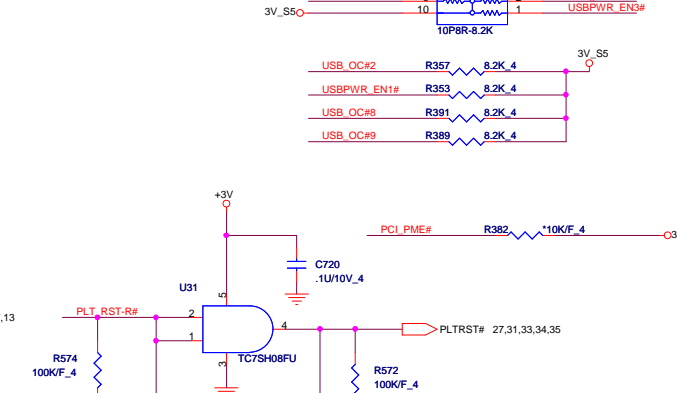 3V_S5
10
1
USBPWR_EN3#
10P8R-8.2K
3V_S5
USB_OC#2 R357 8.2K_4
USBPWR_EN1# R353 8.2K_4
USB_OC#8 R391 8.2K_4
USB_OC#9 R389 8.2K_4
+3V
PCI_PME# R382 *10K/F_4 3
C720
.1U/10V_4
U31
5
,13 PLT_RST-R# 2
4
PLTRST# 27,31,33,34,35
1
TC7SH08FU
3
R574
100K/F_4
R572
100K/F_4